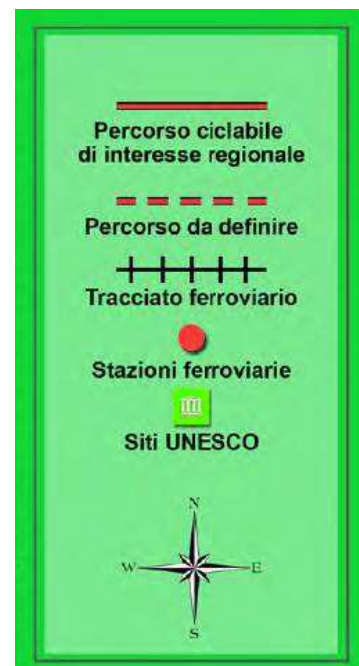 Percorso ciclabile
di interesse regionale
Percorso da definire
Tracciato ferroviario
Stazioni ferroviarie
Siti UNESCO
N
W E
S